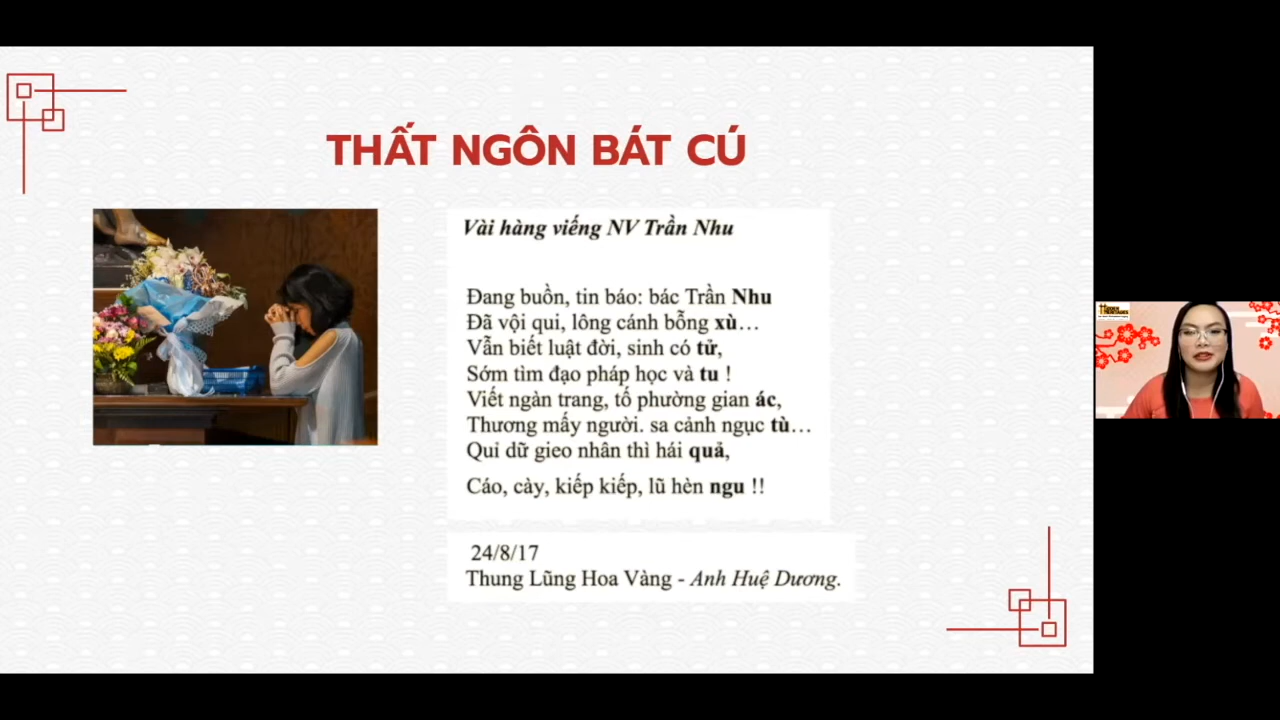 THẤT NGÔN BÁT CÚ
Vài hàng viếng NV Trần Nhu
Đang buồn, tin báo: bác Trần Nhu
Đã vội qui, lông cánh bỗng xù...
Vẫn biết luật đời, sinh có tử,
Sớm tìm đạo pháp học và tu !
Viết ngàn trang, tố phường gian ác,
Thương mấy người. sa cảnh ngục tù...
Quỉ dữ gieo nhân thì hái quả,
Cáo, cày, kiếp kiếp, lũ hèn ngu !!
24/8/17
Thung Lũng Hoa Vàng - Anh Huệ Dương.